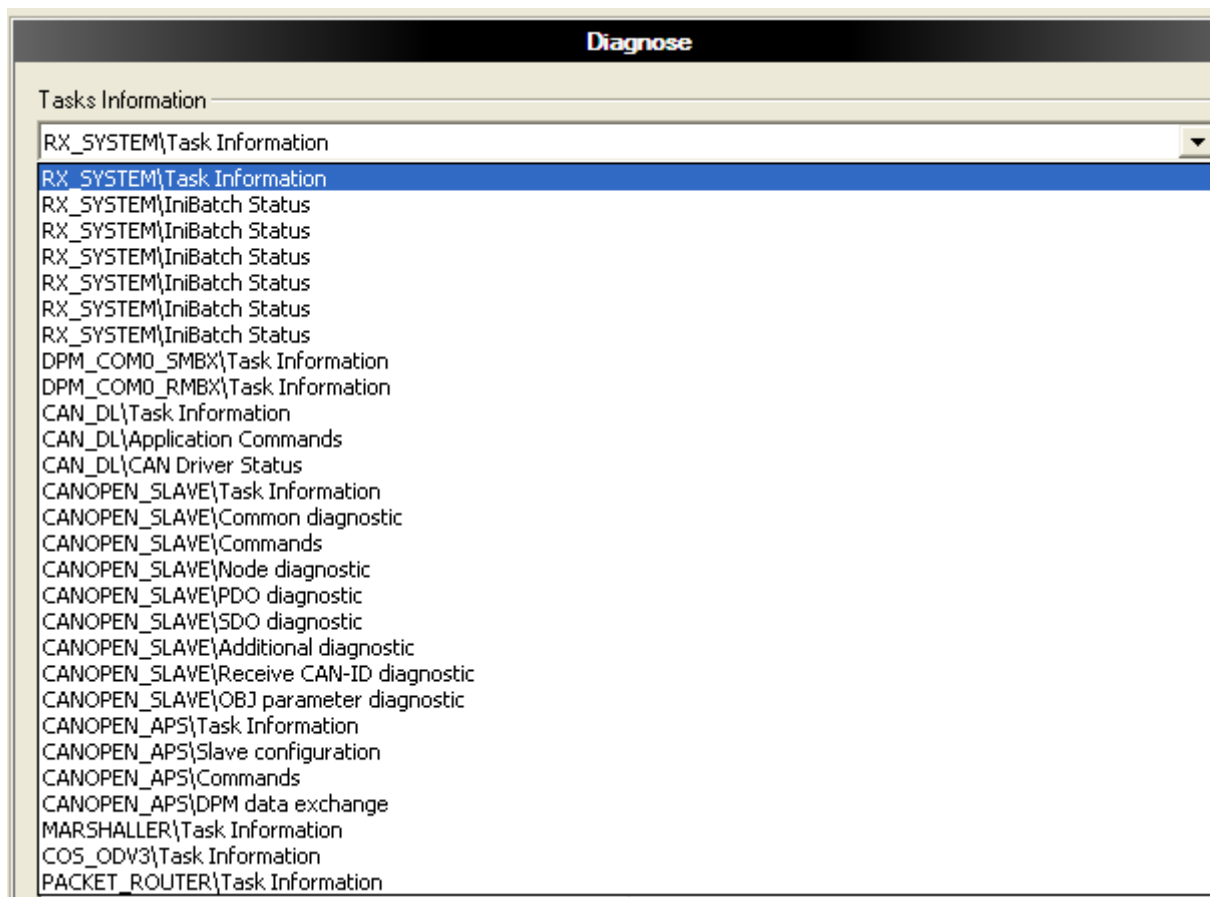 Diagnose
Tasks Information
RX_SYSTEM\Task Information
RX_SYSTEM\Task Information
RX_SYSTEM\IniBatch Status
RX_SYSTEM\IniBatch Status
RX_SYSTEM\IniBatch Status
RX_SYSTEM\IniBatch Status
RX_SYSTEM\IniBatch Status
RX_SYSTEM\IniBatch Status
DPM_COM0_SMBX\Task Information
DPM_COM0_RMBX\Task Information
CAN_DL\Task Information
CAN_DL\Application Commands
CAN_DL\CAN Driver Status
CANOPEN_SLAVE\Task Information
CANOPEN_SLAVE\Common diagnostic
CANOPEN_SLAVE\Commands
CANOPEN_SLAVE\Node diagnostic
CANOPEN_SLAVE\PDO diagnostic
CANOPEN_SLAVE\SDO diagnostic
CANOPEN_SLAVE\Additional diagnostic
CANOPEN_SLAVE\Receive CAN-ID diagnostic
CANOPEN_SLAVE\OBJ parameter diagnostic
CANOPEN_APS\Task Information
CANOPEN_APS\Slave configuration
CANOPEN_APS\Commands
CANOPEN_APS\DPM data exchange
MARSHALLER\Task Information
COS_ODV3\Task Information
PACKET_ROUTER\Task Information